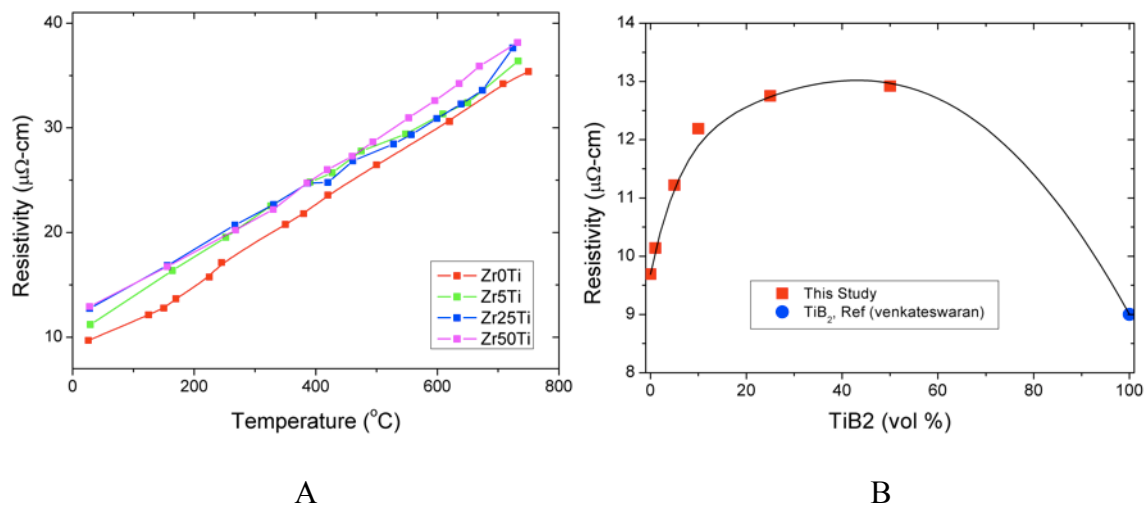 40
30
20
10
0
200
400
600
800
Resistivity (μΩ-cm)
Temperature (°C)
Zr0Ti
Zr5Ti
Zr25Ti
Zr50Ti
A
14
13
12
11
10
9
8
0
20
40
60
80
100
Resistivity (μΩ-cm)
TiB2 (vol %)
This Study
TiB₂, Ref (venkateswaran)
B